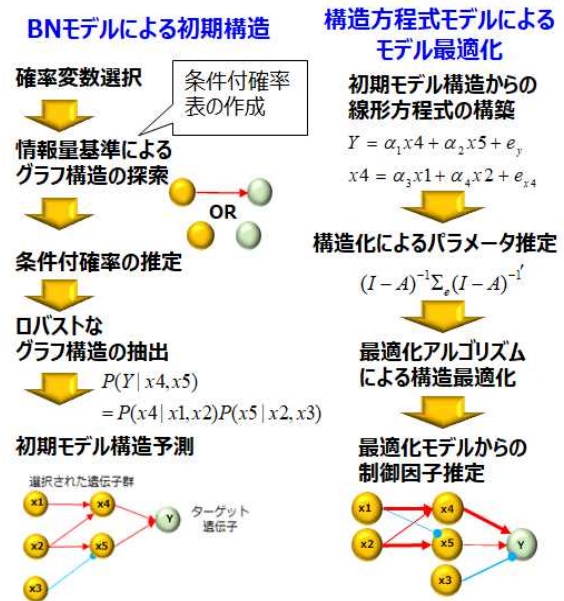 BNモデルによる初期構造
確率変数選択
条件付確率
表の作成
情報量基準による
グラフ構造の探索
OR
条件付確率の推定
ロバストな
グラフ構造の抽出
P(Y | x4, x5)
= P(x4 | x1, x2)P(x5 | x2, x3)
初期モデル構造予測
選択された遺伝子群
x1
x4
Y
ターゲット
遺伝子
x2
x5
x3
構造方程式モデルによる
モデル最適化
初期モデル構造からの
線形方程式の構築
Y = α₁x4 + α₂x5 + e_y
x4 = α₃x1 + α₄x2 + e_x4
構造化によるパラメータ推定
(I − A)⁻¹Σ_e(I − A)⁻¹′
最適化アルゴリズム
による構造最適化
最適化モデルからの
制御因子推定
x1
x4
x2
x5
Y
x3